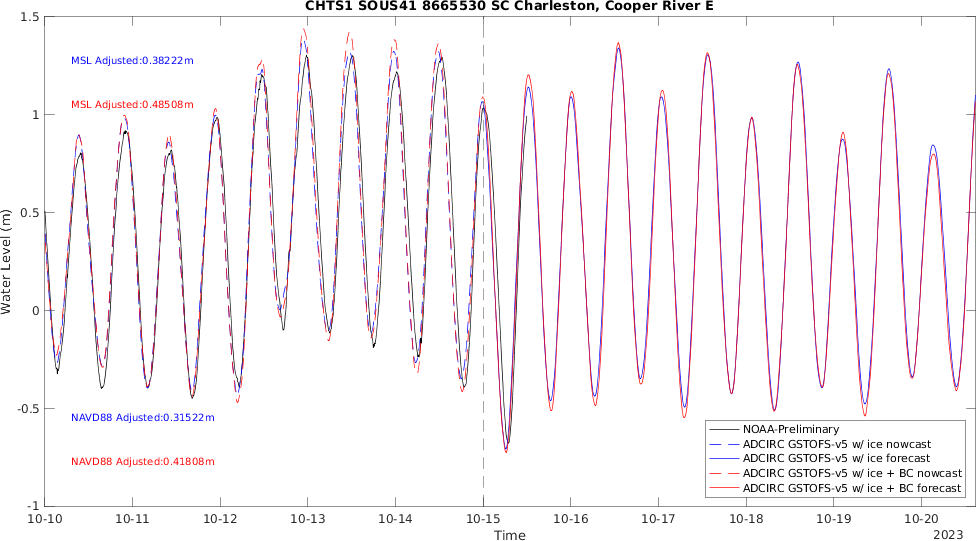 CHTS1 SOUS41 8665530 SC Charleston, Cooper River E
1.5
1
0.5
0
-0.5
-1
Water Level (m)
MSL Adjusted:0.38222m
MSL Adjusted:0.48508m
NAVD88 Adjusted:0.31522m
NAVD88 Adjusted:0.41808m
NOAA-Preliminary
ADCIRC GSTOFS-v5 w/ ice nowcast
ADCIRC GSTOFS-v5 w/ ice forecast
ADCIRC GSTOFS-v5 w/ ice + BC nowcast
ADCIRC GSTOFS-v5 w/ ice + BC forecast
10-10 10-11 10-12 10-13 10-14 10-15 10-16 10-17 10-18 10-19 10-20
Time
2023